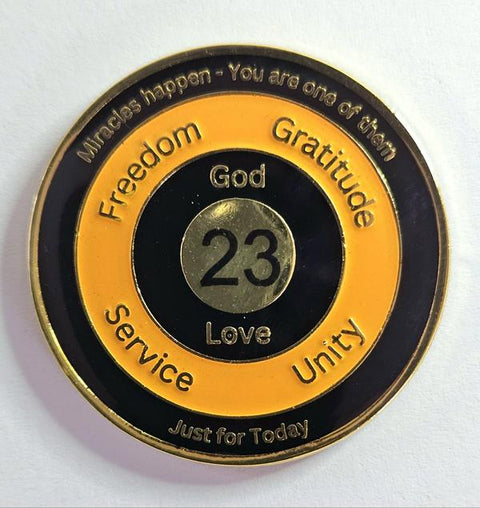 Miracles happen - You are one of them
Freedom
Gratitude
God
23
Love
Service
Unity
Just for Today